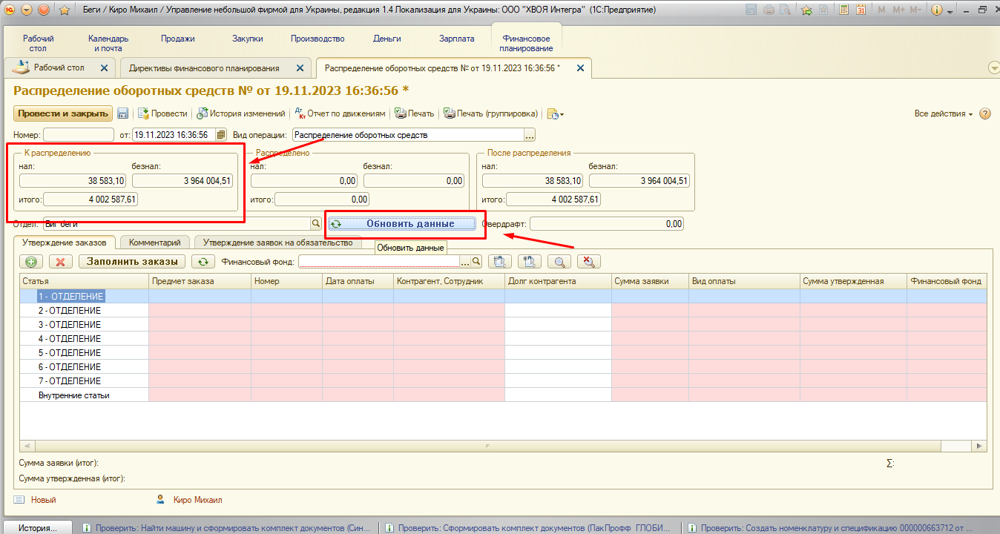 Беги / Киро Михаил / Управление небольшой фирмой для Украины, редакция 1.4 Локализация для Украины: ООО "ХВОЯ Интегра" (1С:Предприятие)
M M+ M-
Рабочий стол
Календарь и почта
Продажи
Закупки
Производство
Деньги
Зарплата
Финансовое планирование
Рабочий стол
Директивы финансового планирования
Распределение оборотных средств № от 19.11.2023 16:36:56 *
Распределение оборотных средств № от 19.11.2023 16:36:56 *
Провести и закрыть
Провести
История изменений
Отчет по движениям
Печать
Печать (группировка)
Все действия
Номер:
от: 19.11.2023 16:36:56
Вид операции: Распределение оборотных средств
К распределению
нал: безнал:
38 583,10 3 964 004,51
итого: 4 002 587,61
Распределено
нал: безнал:
0,00 0,00
итого: 0,00
После распределения
нал: безнал:
38 583,10 3 964 004,51
итого: 4 002 587,61
Отдел: Биг беги
Обновить данные
Овердрафт: 0,00
Утверждение заказов
Комментарий
Утверждение заявок на обязательство
Обновить данные
Заполнить заказы
Финансовый фонд:
Статья Предмет заказа Номер Дата оплаты Контрагент, Сотрудник Долг контрагента Сумма заявки Вид оплаты Сумма утвержденная Финансовый фонд
1 - ОТДЕЛЕНИЕ
2 - ОТДЕЛЕНИЕ
3 - ОТДЕЛЕНИЕ
4 - ОТДЕЛЕНИЕ
5 - ОТДЕЛЕНИЕ
6 - ОТДЕЛЕНИЕ
7 - ОТДЕЛЕНИЕ
Внутренние статьи
Сумма заявки (итог): Σ:
Сумма утвержденная (итог):
Новый
Киро Михаил
История...
Проверить: Найти машину и сформировать комплект документов (Син...
Проверить: Сформировать комплект документов (ПакПрофф ГЛОБИ...
Проверить: Создать номенклатуру и спецификацию 000000663712 от ...